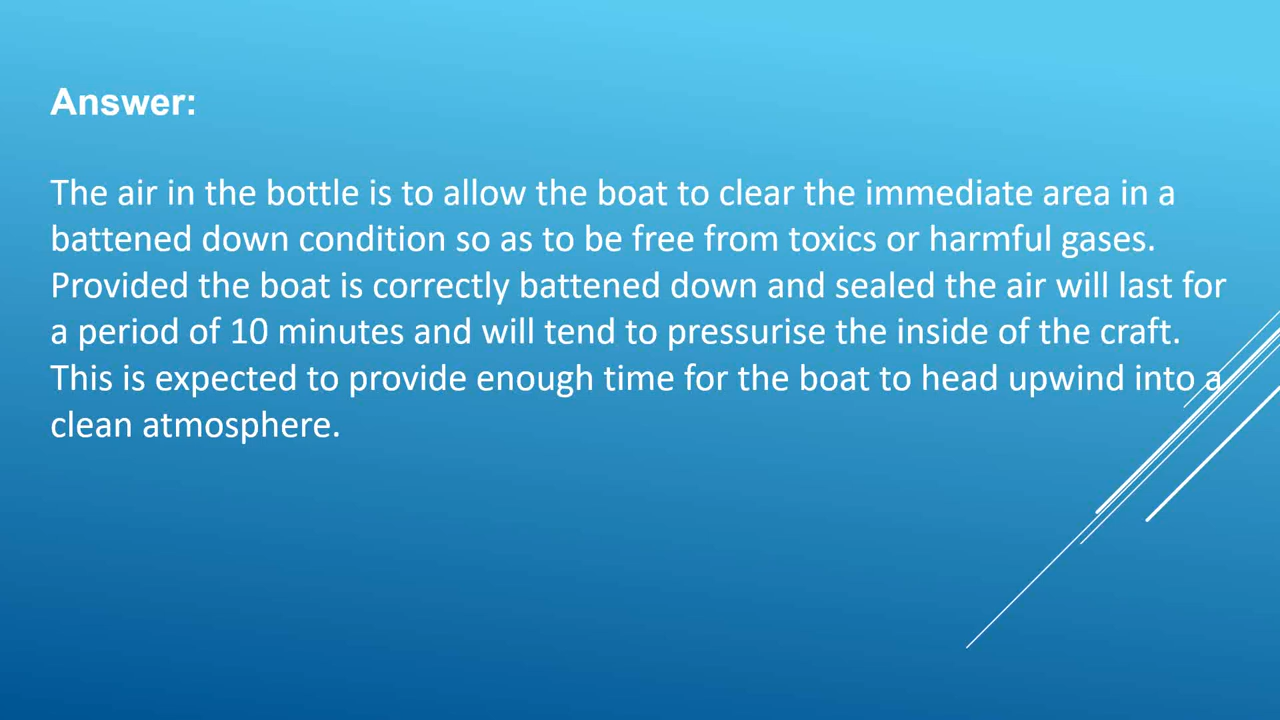 Answer:
The air in the bottle is to allow the boat to clear the immediate area in a
battened down condition so as to be free from toxics or harmful gases.
Provided the boat is correctly battened down and sealed the air will last for
a period of 10 minutes and will tend to pressurise the inside of the craft.
This is expected to provide enough time for the boat to head upwind into a
clean atmosphere.